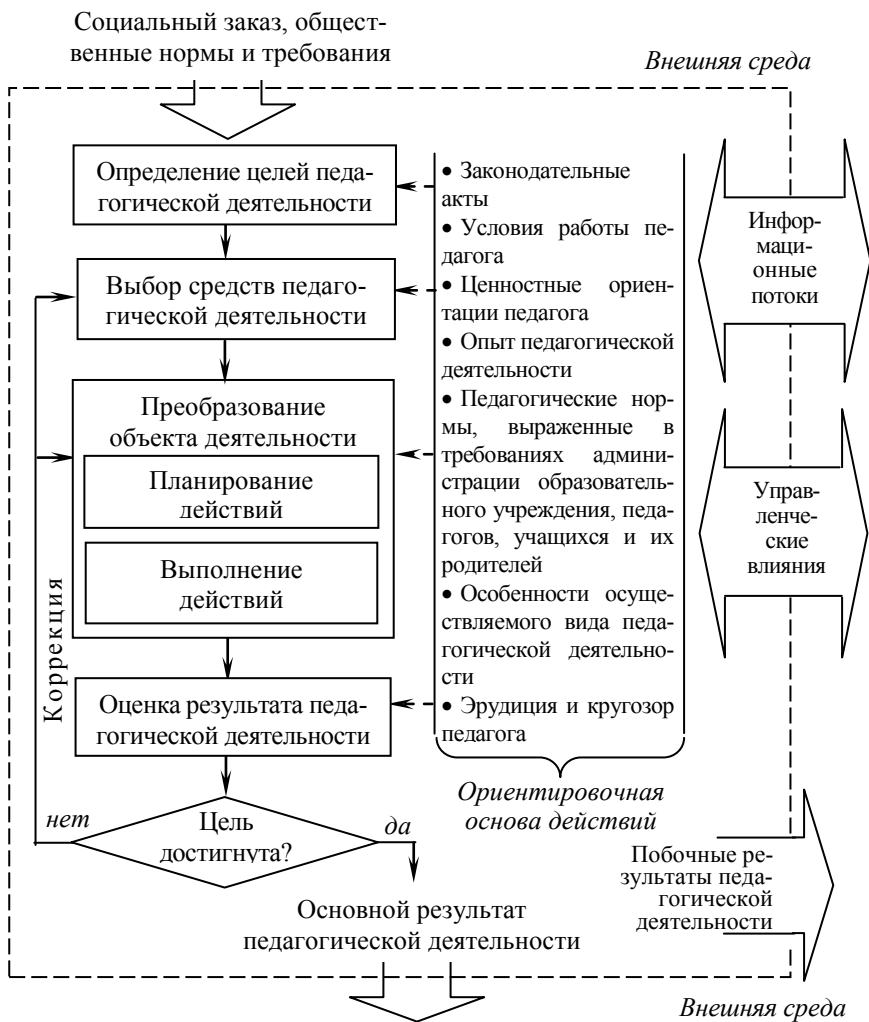 Социальный заказ, общест-
венные нормы и требования
Внешняя среда
Определение целей педа-
гогической деятельности
Выбор средств педаго-
гической деятельности
Преобразование
объекта деятельности
Планирование
действий
Выполнение
действий
Коррекция
Оценка результата педа-
гогической деятельности
нет
Цель
достигнута?
да
Основной результат
педагогической деятельности
• Законодательные
акты
• Условия работы пе-
дагога
• Ценностные ориен-
тации педагога
• Опыт педагогической
деятельности
• Педагогические нор-
мы, выраженные в
требованиях админи-
страции образователь-
ного учреждения, педа-
гогов, учащихся и их
родителей
• Особенности осуще-
ствляемого вида педа-
гогической деятельно-
сти
• Эрудиция и кругозор
педагога
Ориентировочная
основа действий
Инфор-
маци-
онные
потоки
Управ-
ленче-
ские
влияния
Побочные ре-
зультаты педа-
гогической
деятельности
Внешняя среда